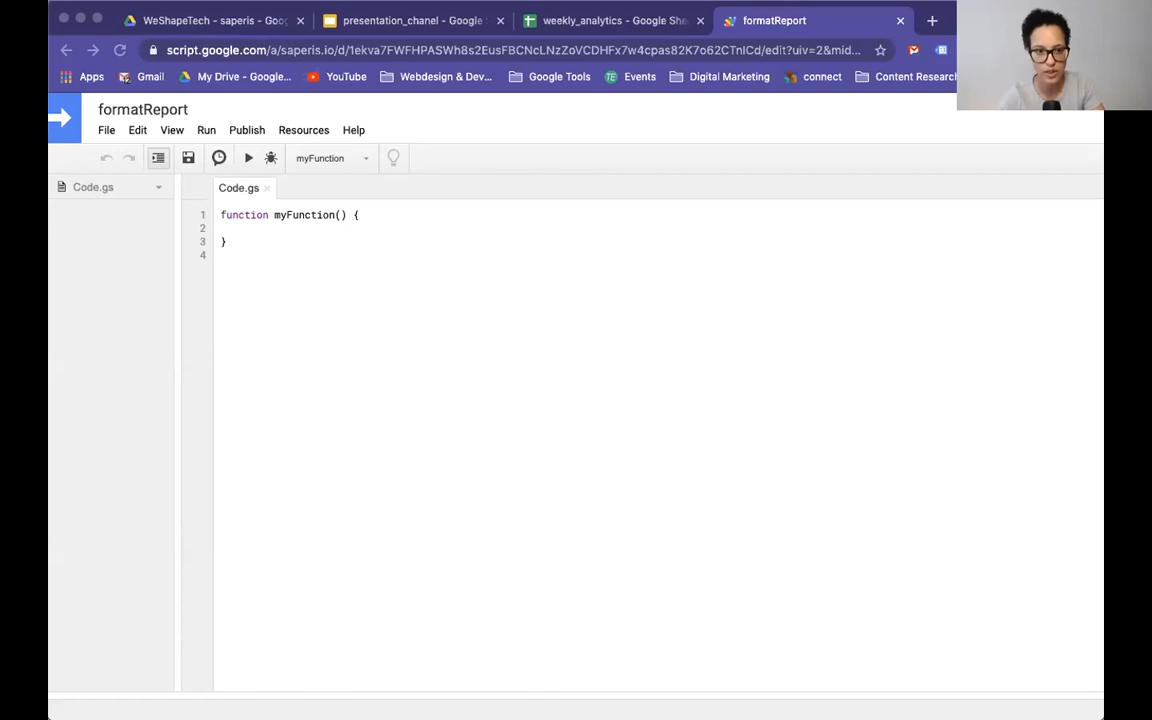 WeShapeTech - saperis - Goog
presentation_chanel - Google
weekly_analytics - Google She
formatReport
script.google.com/a/saperis.io/d/1ekva7FWFHPASWh8s2EusFBCNcLNzZoVCDHFx7w4cpas82K7o62CTnICd/edit?uiv=2&mid...
Apps
Gmail
My Drive - Google...
YouTube
Webdesign & Dev...
Google Tools
Events
Digital Marketing
connect
Content Research
formatReport
File Edit View Run Publish Resources Help
myFunction
Code.gs
Code.gs
1 function myFunction() {
2
3 }
4